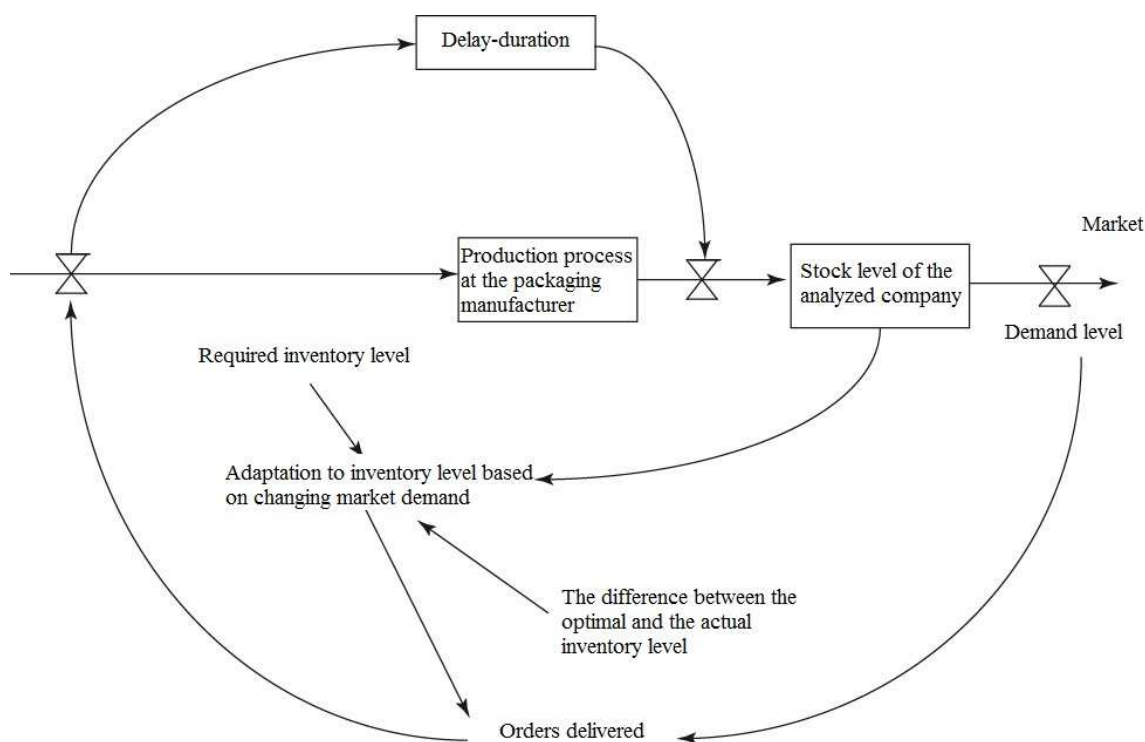 Delay-duration
Market
Production process
at the packaging
manufacturer
Stock level of the
analyzed company
Demand level
Required inventory level
Adaptation to inventory level based
on changing market demand
The difference between the
optimal and the actual
inventory level
Orders delivered